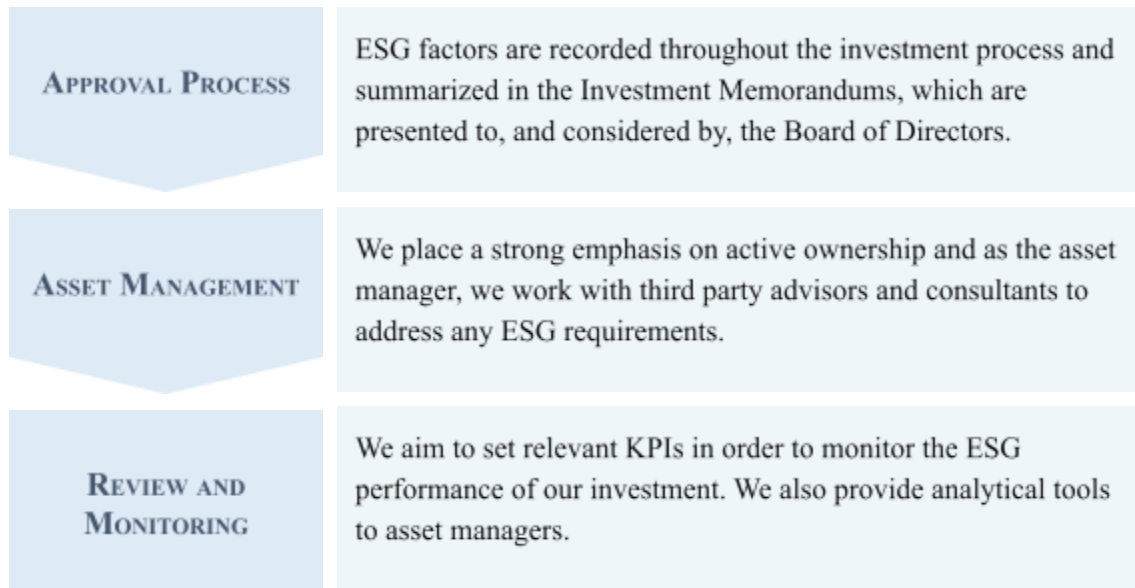 APPROVAL PROCESS
ESG factors are recorded throughout the investment process and
summarized in the Investment Memorandums, which are
presented to, and considered by, the Board of Directors.
ASSET MANAGEMENT
We place a strong emphasis on active ownership and as the asset
manager, we work with third party advisors and consultants to
address any ESG requirements.
REVIEW AND
MONITORING
We aim to set relevant KPIs in order to monitor the ESG
performance of our investment. We also provide analytical tools
to asset managers.